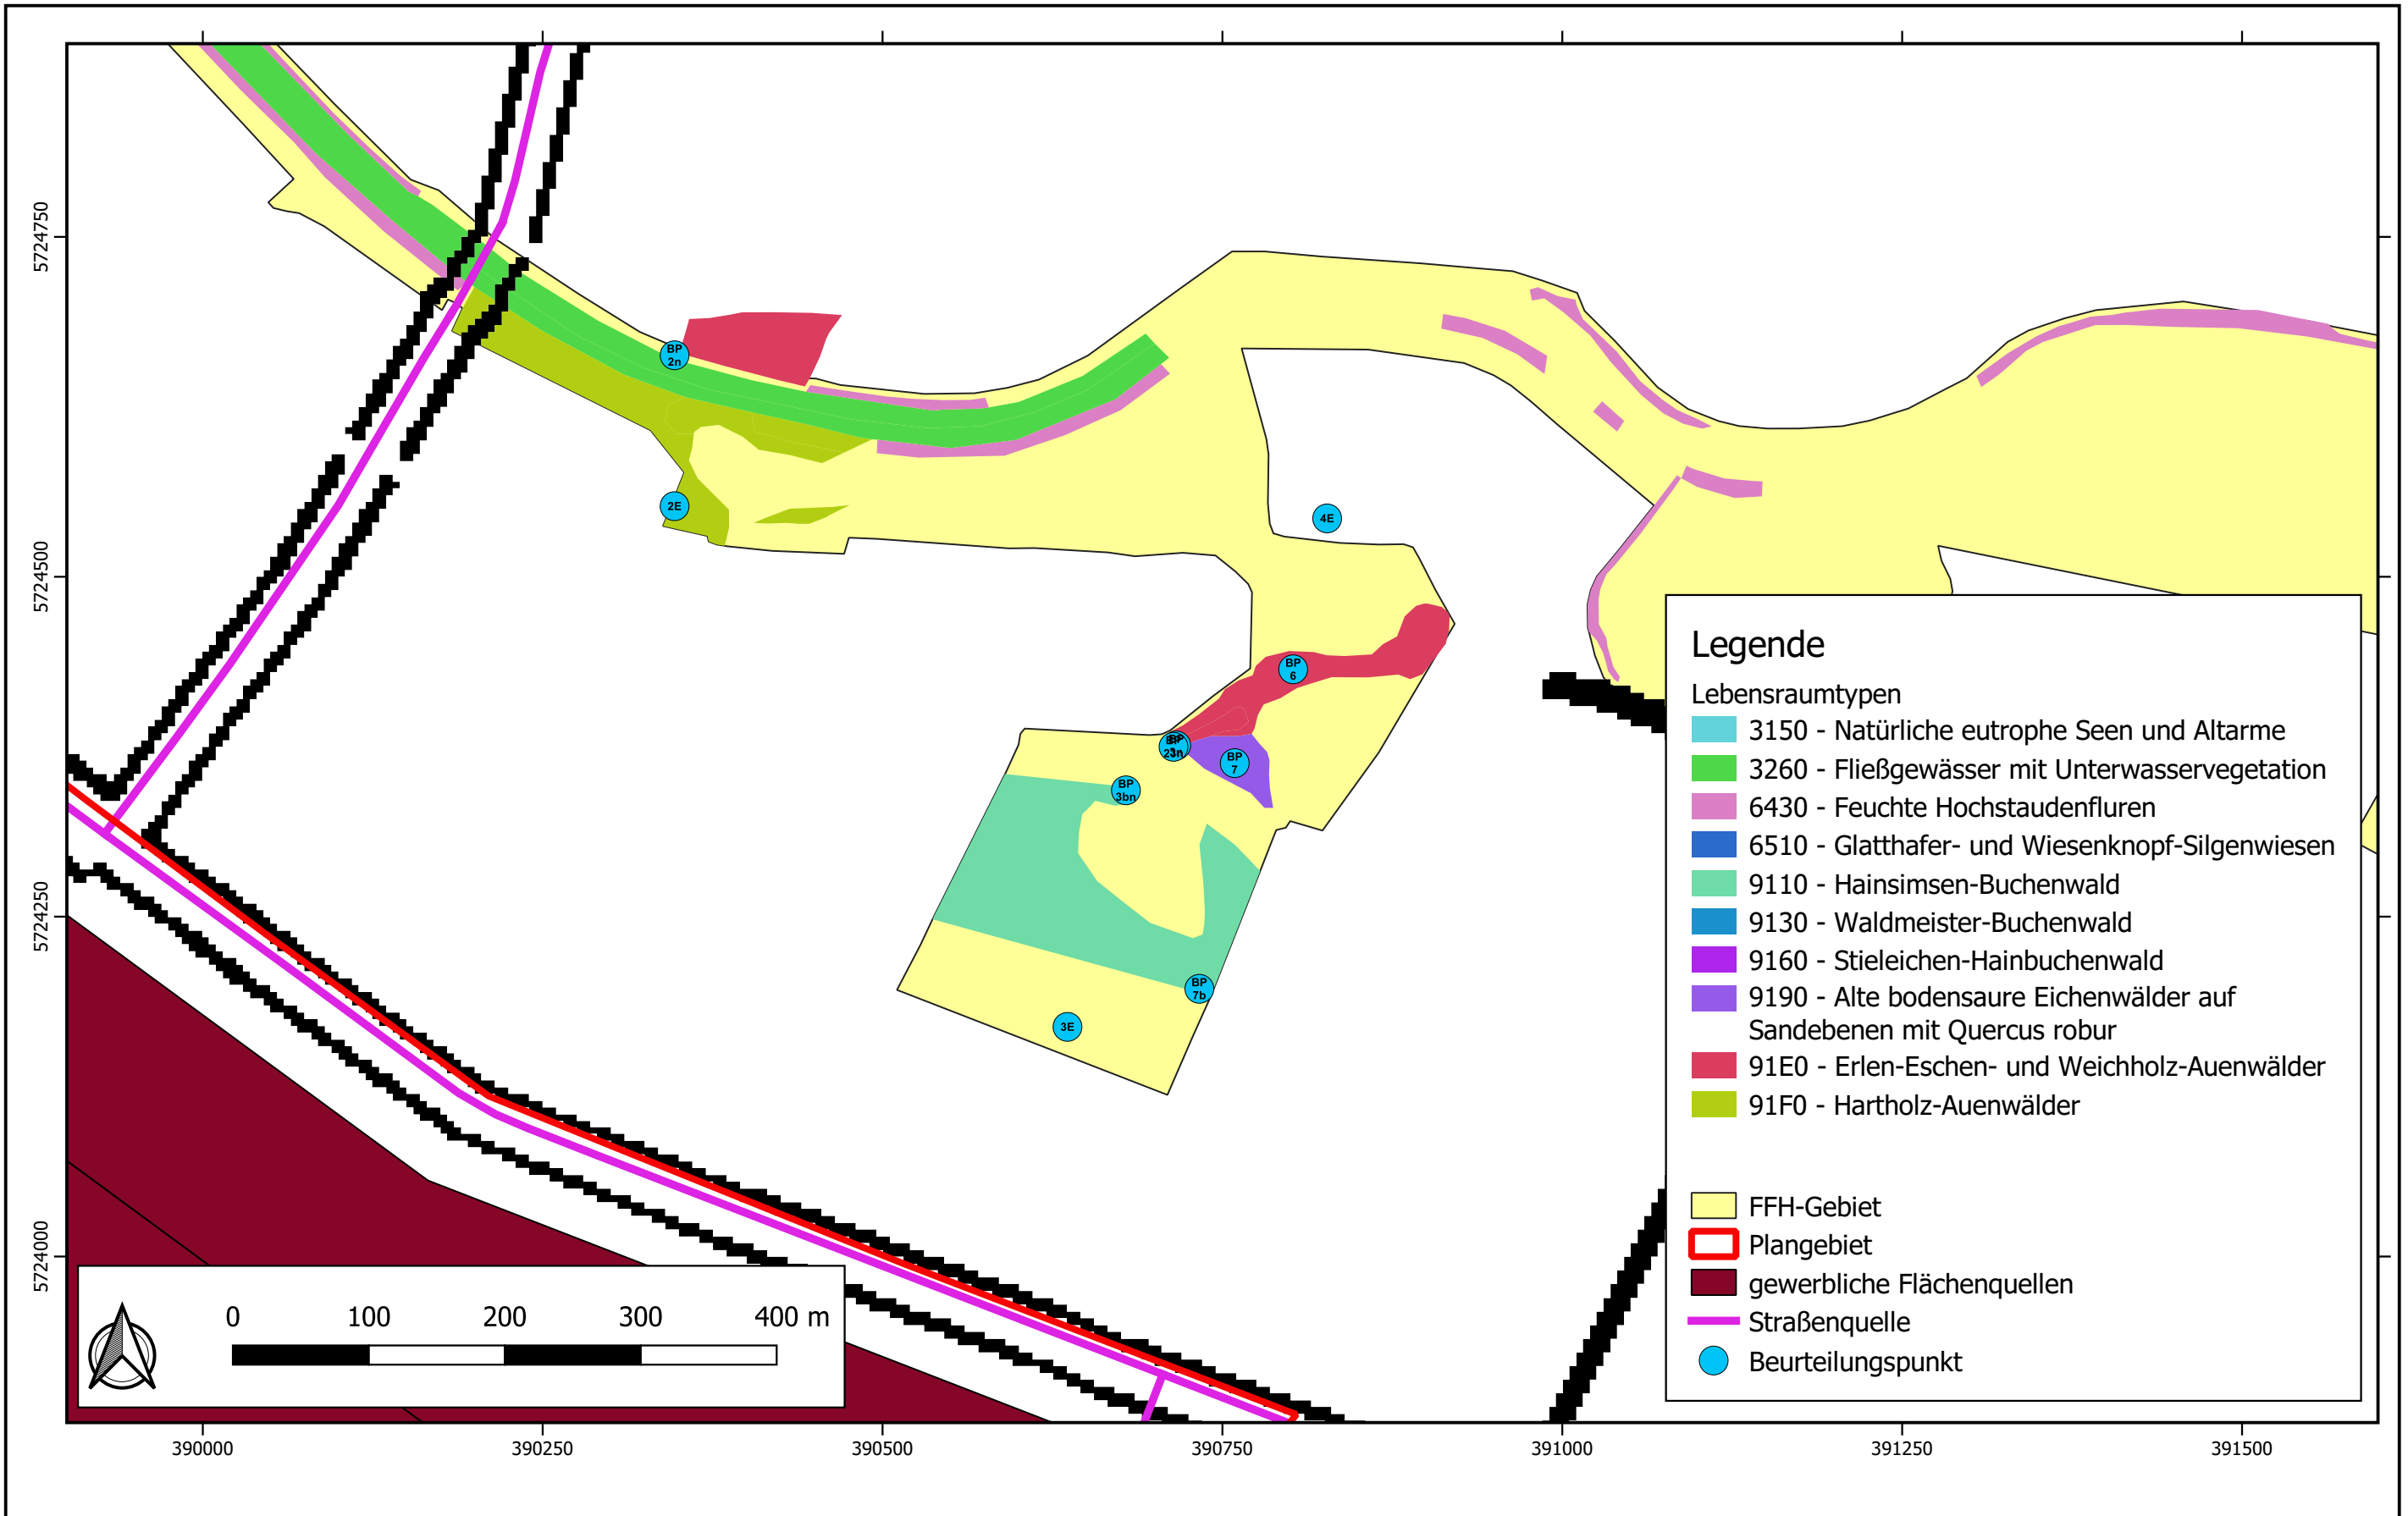 5724750
5724500
5724250
5724000
BP
2n
2E
4E
BP
6
BP
3n
BP
7
BP
3bn
BP
7b
3E
Legende
Lebensraumtypen
3150 - Natürliche eutrophe Seen und Altarme
3260 - Fließgewässer mit Unterwasservegetation
6430 - Feuchte Hochstaudenfluren
6510 - Glatthafer- und Wiesenknopf-Silgenwiesen
9110 - Hainsimsen-Buchenwald
9130 - Waldmeister-Buchenwald
9160 - Stieleichen-Hainbuchenwald
9190 - Alte bodensaure Eichenwälder auf
Sandebenen mit Quercus robur
91E0 - Erlen-Eschen- und Weichholz-Auenwälder
91F0 - Hartholz-Auenwälder
FFH-Gebiet
Plangebiet
gewerbliche Flächenquellen
Straßenquelle
Beurteilungspunkt
0 100 200 300 400 m
390000 390250 390500 390750 391000 391250 391500